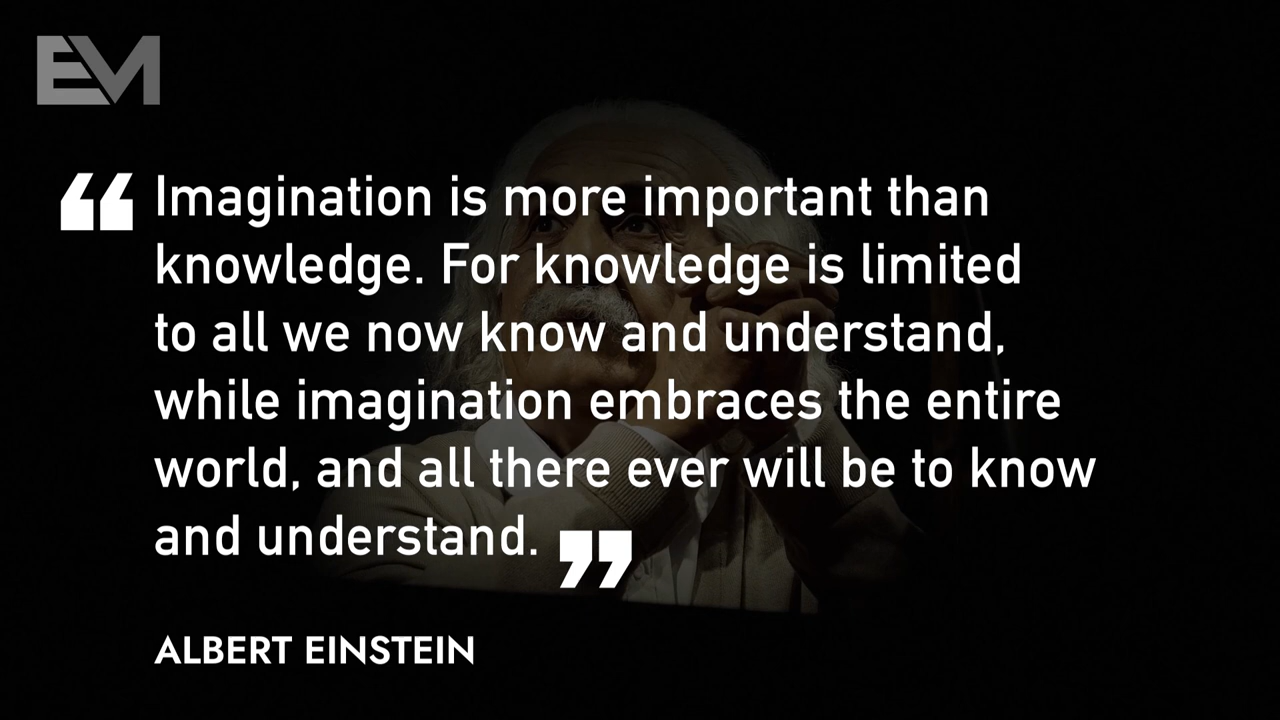 EM
“Imagination is more important than
knowledge. For knowledge is limited
to all we now know and understand,
while imagination embraces the entire
world, and all there ever will be to know
and understand.”
ALBERT EINSTEIN